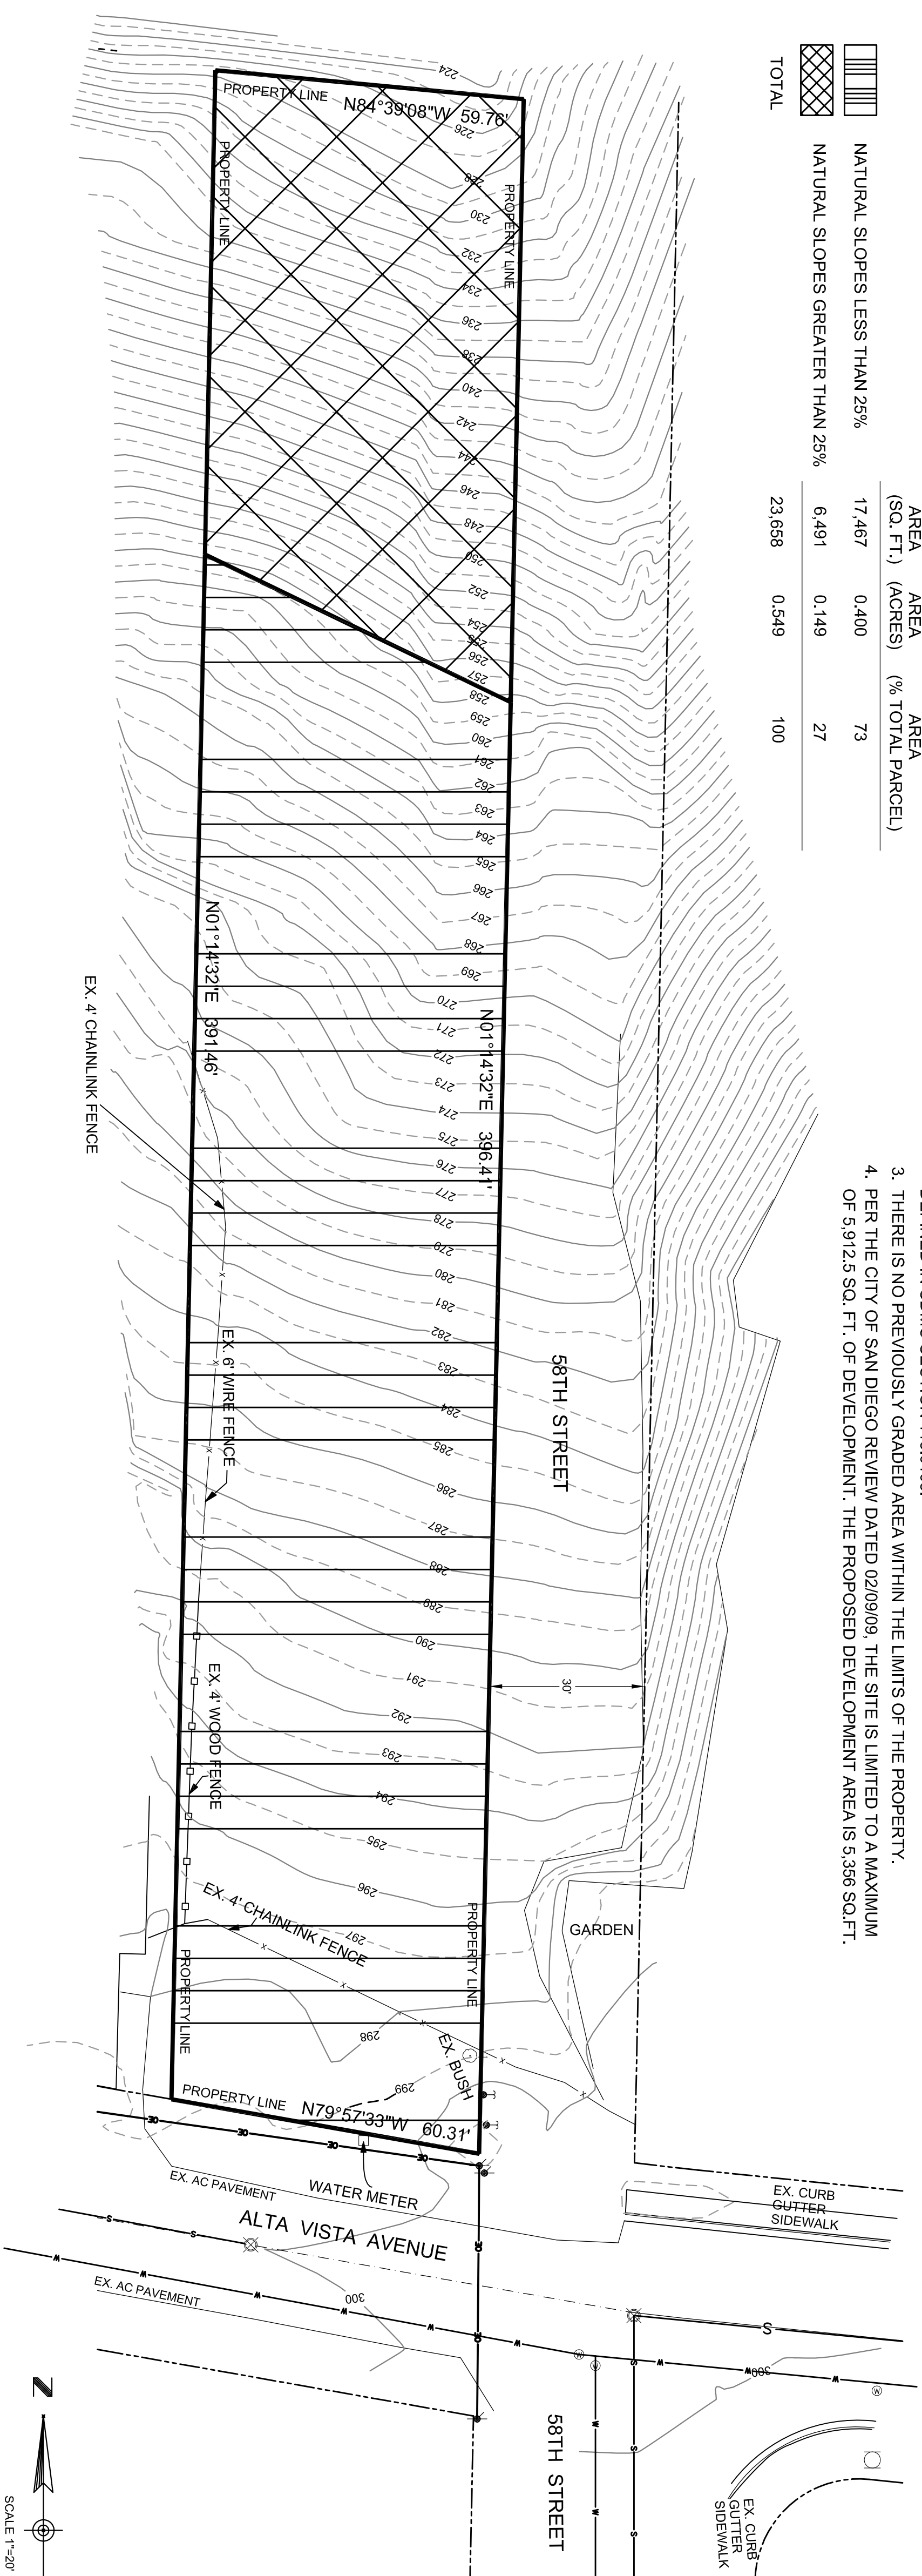 AREA AREA AREA
(SQ. FT.) (ACRES) (% TOTAL PARCEL)
NATURAL SLOPES LESS THAN 25% 17,467 0.400 73
NATURAL SLOPES GREATER THAN 25% 6,491 0.149 27
TOTAL 23,658 0.549 100
3. THERE IS NO PREVIOUSLY GRADED AREA WITHIN THE LIMITS OF THE PROPERTY.
4. PER THE CITY OF SAN DIEGO REVIEW DATED 02/09/09, THE SITE IS LIMITED TO A MAXIMUM
OF 5,912.5 SQ. FT. OF DEVELOPMENT. THE PROPOSED DEVELOPMENT AREA IS 5,356 SQ.FT.
PROPERTY LINE
N84°39'08"W 59.76'
PROPERTY LINE
PROPERTY LINE
224
226
228
230
232
234
236
238
240
242
244
246
248
250
252
254
255
256
257
258
259
260
261
262
263
264
265
266
267
268
269
270
271
272
273
274
275
276
277
278
279
280
281
282
283
284
285
286
287
288
289
290
291
292
293
294
295
296
297
298
299
N01°14'32"E 391.46'
N01°14'32"E 396.41'
EX. 4' CHAINLINK FENCE
EX. 6' WIRE FENCE
58TH STREET
30'
EX. 4' WOOD FENCE
EX. 4' CHAINLINK FENCE
GARDEN
PROPERTY LINE
PROPERTY LINE
EX. BUSH
PROPERTY LINE
N79°57'33"W 60.31'
OE OE OE OE
WATER METER
EX. AC PAVEMENT
ALTA VISTA AVENUE
EX. CURB
GUTTER
SIDEWALK
OE
OE
S S
S
S S S
W W W W W W W W W
W W
W W W
EX. AC PAVEMENT
300
300
58TH STREET
EX. CURB
GUTTER
SIDEWALK
N
SCALE 1"=20'